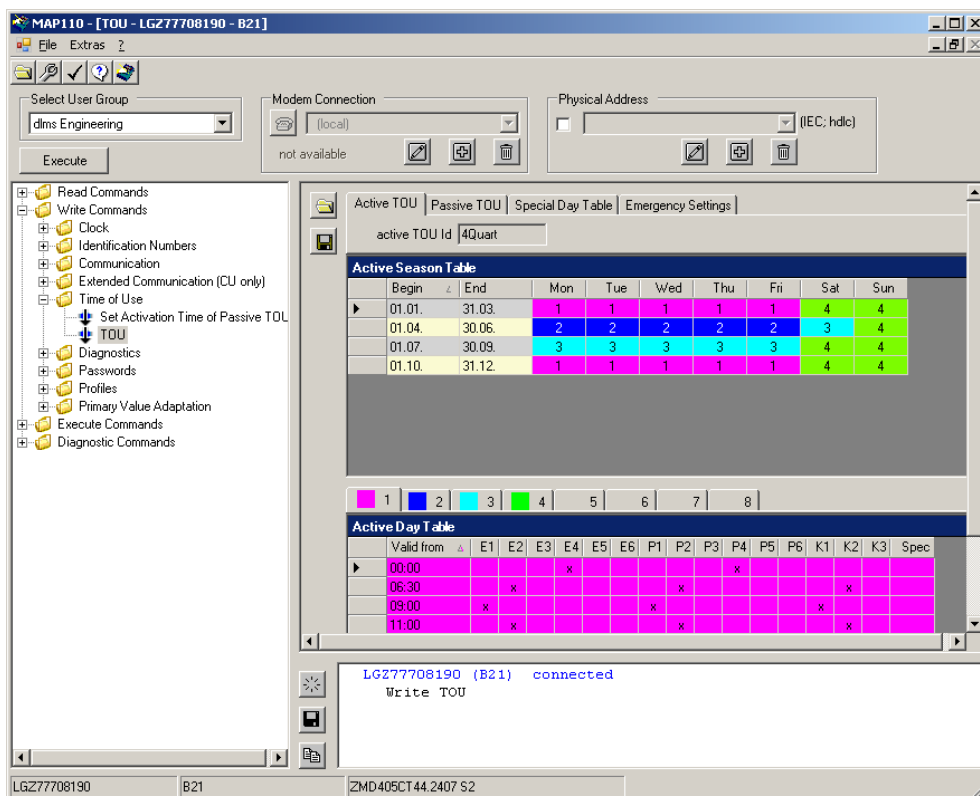 MAP110 - [TOU - LGZ77708190 - B21]
File Extras ?
Select User Group
dlms Engineering
Execute
Modem Connection
(local)
not available
Physical Address
(IEC; hdlc)
Read Commands
Write Commands
Clock
Identification Numbers
Communication
Extended Communication (CU only)
Time of Use
Set Activation Time of Passive TOU
TOU
Diagnostics
Passwords
Profiles
Primary Value Adaptation
Execute Commands
Diagnostic Commands
Active TOU Passive TOU Special Day Table Emergency Settings
active TOU Id 4Quart
Active Season Table
Begin End Mon Tue Wed Thu Fri Sat Sun
01.01. 31.03. 1 1 1 1 1 4 4
01.04. 30.06. 2 2 2 2 2 3 4
01.07. 30.09. 3 3 3 3 3 4 4
01.10. 31.12. 1 1 1 1 1 4 4
1 2 3 4 5 6 7 8
Active Day Table
Valid from E1 E2 E3 E4 E5 E6 P1 P2 P3 P4 P5 P6 K1 K2 K3 Spec
00:00 x x
06:30 x x x
09:00 x x x
11:00 x x x
LGZ77708190 (B21) connected
Write TOU
LGZ77708190 B21 ZMD405CT44.2407 S2